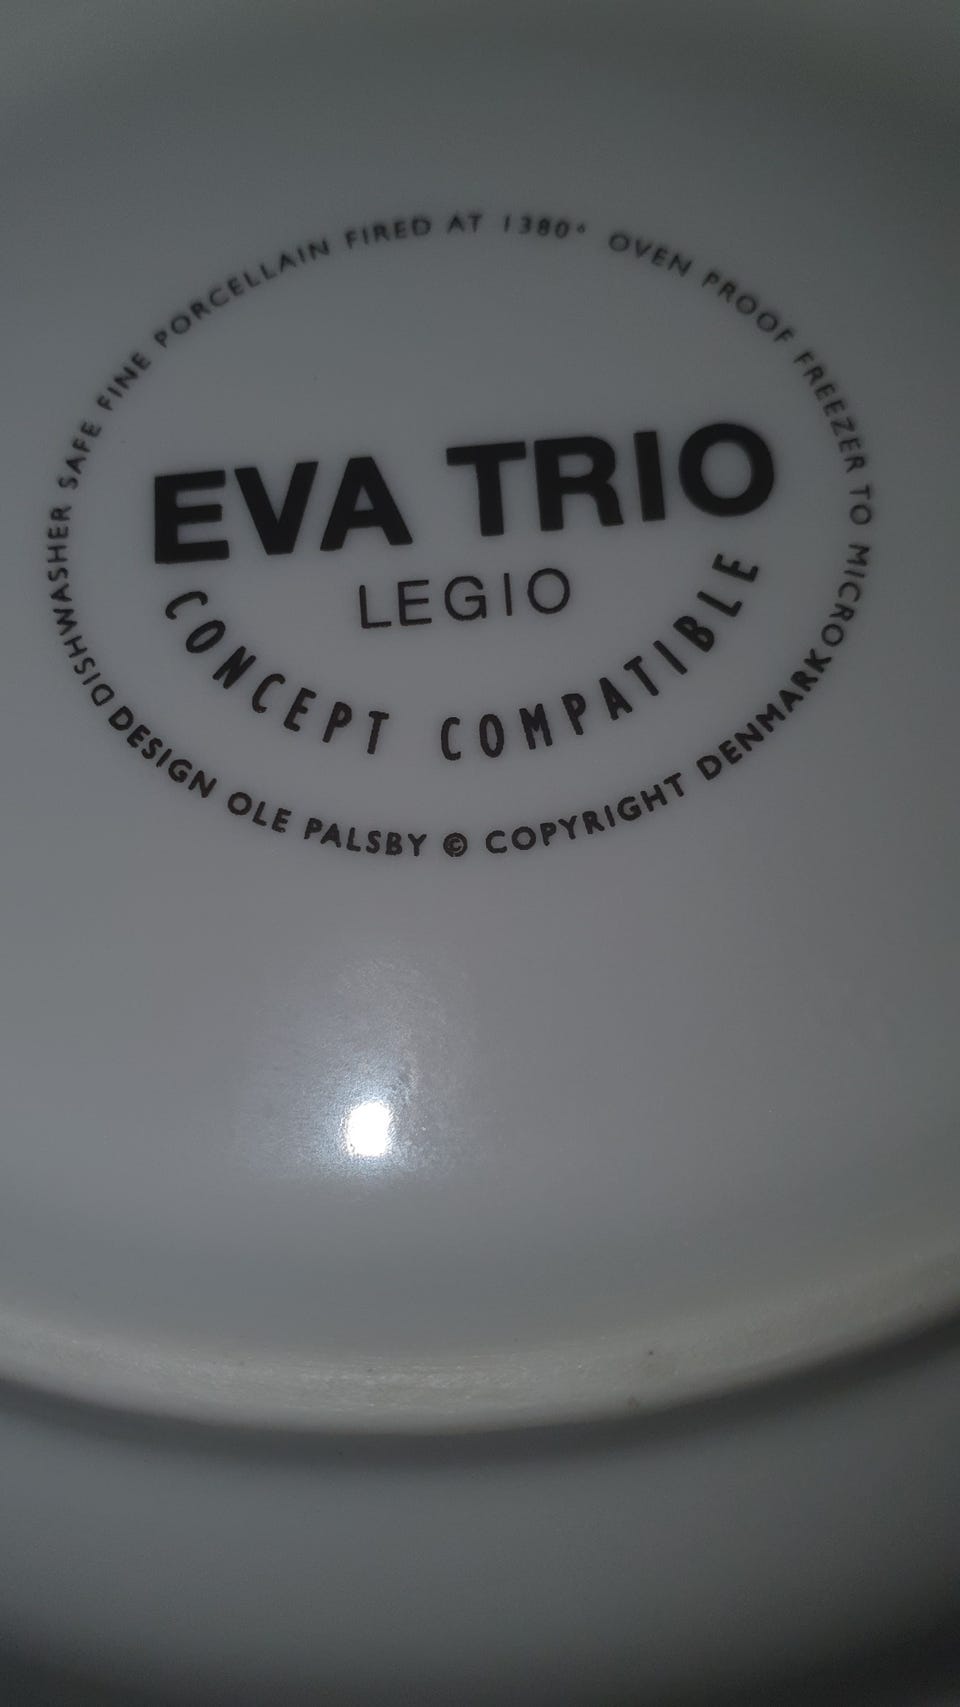 DISHWASHER SAFE FINE PORCELLAIN FIRED AT 1380° OVEN PROOF FREEZER TO MICRO
EVA TRIO
LEGIO
CONCEPT COMPATIBLE
DESIGN OLE PALSBY © COPYRIGHT DENMARK